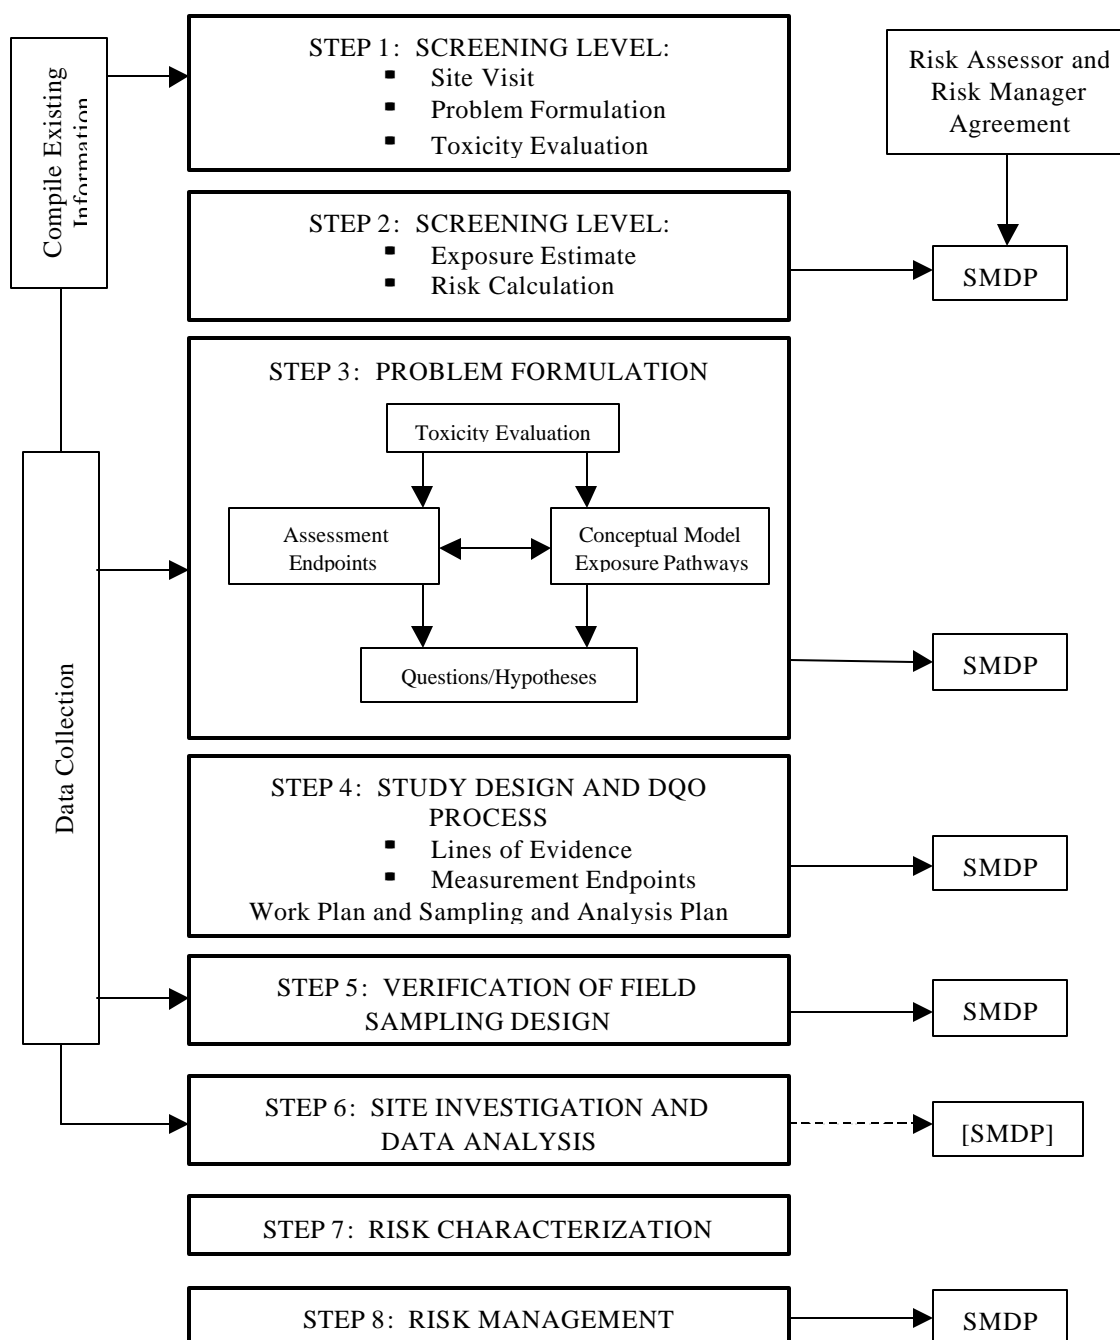 Compile Existing
Information
STEP 1: SCREENING LEVEL:
▪ Site Visit
▪ Problem Formulation
▪ Toxicity Evaluation
Risk Assessor and
Risk Manager
Agreement
STEP 2: SCREENING LEVEL:
▪ Exposure Estimate
▪ Risk Calculation
SMDP
Data Collection
STEP 3: PROBLEM FORMULATION
Toxicity Evaluation
Assessment
Endpoints
Conceptual Model
Exposure Pathways
Questions/Hypotheses
SMDP
STEP 4: STUDY DESIGN AND DQO
PROCESS
▪ Lines of Evidence
▪ Measurement Endpoints
Work Plan and Sampling and Analysis Plan
SMDP
STEP 5: VERIFICATION OF FIELD
SAMPLING DESIGN
SMDP
STEP 6: SITE INVESTIGATION AND
DATA ANALYSIS
[SMDP]
STEP 7: RISK CHARACTERIZATION
STEP 8: RISK MANAGEMENT
SMDP